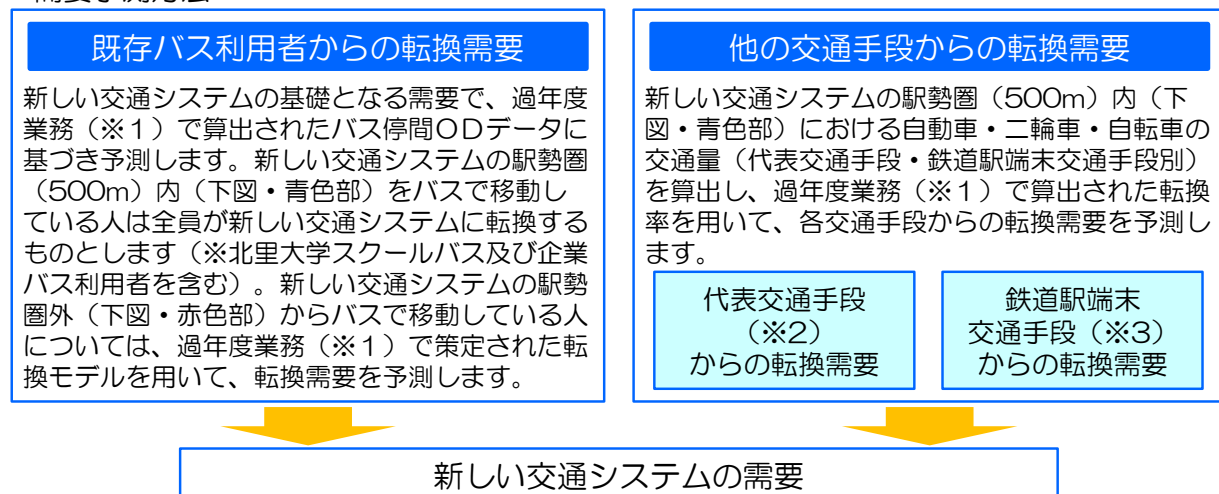 既存バス利用者からの転換需要
新しい交通システムの基礎となる需要で、過年度
業務（※１）で算出されたバス停間ＯＤデータに
基づき予測します。新しい交通システムの駅勢圏
（500m）内（下図・青色部）をバスで移動し
ている人は全員が新しい交通システムに転換する
ものとします（※北里大学スクールバス及び企業
バス利用者を含む）。新しい交通システムの駅勢
圏外（下図・赤色部）からバスで移動している人
については、過年度業務（※１）で策定された転
換モデルを用いて、転換需要を予測します。
他の交通手段からの転換需要
新しい交通システムの駅勢圏（500m）内（下
図・青色部）における自動車・二輪車・自転車の
交通量（代表交通手段・鉄道駅端末交通手段別）
を算出し、過年度業務（※１）で算出された転換
率を用いて、各交通手段からの転換需要を予測し
ます。
代表交通手段
（※2）
からの転換需要
鉄道駅端末
交通手段（※3）
からの転換需要
新しい交通システムの需要